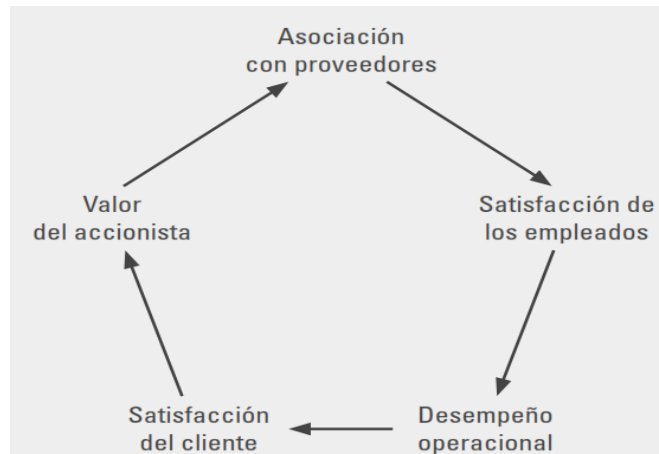 Asociación
con proveedores
Valor
del accionista
Satisfacción de
los empleados
Satisfacción
del cliente
Desempeño
operacional